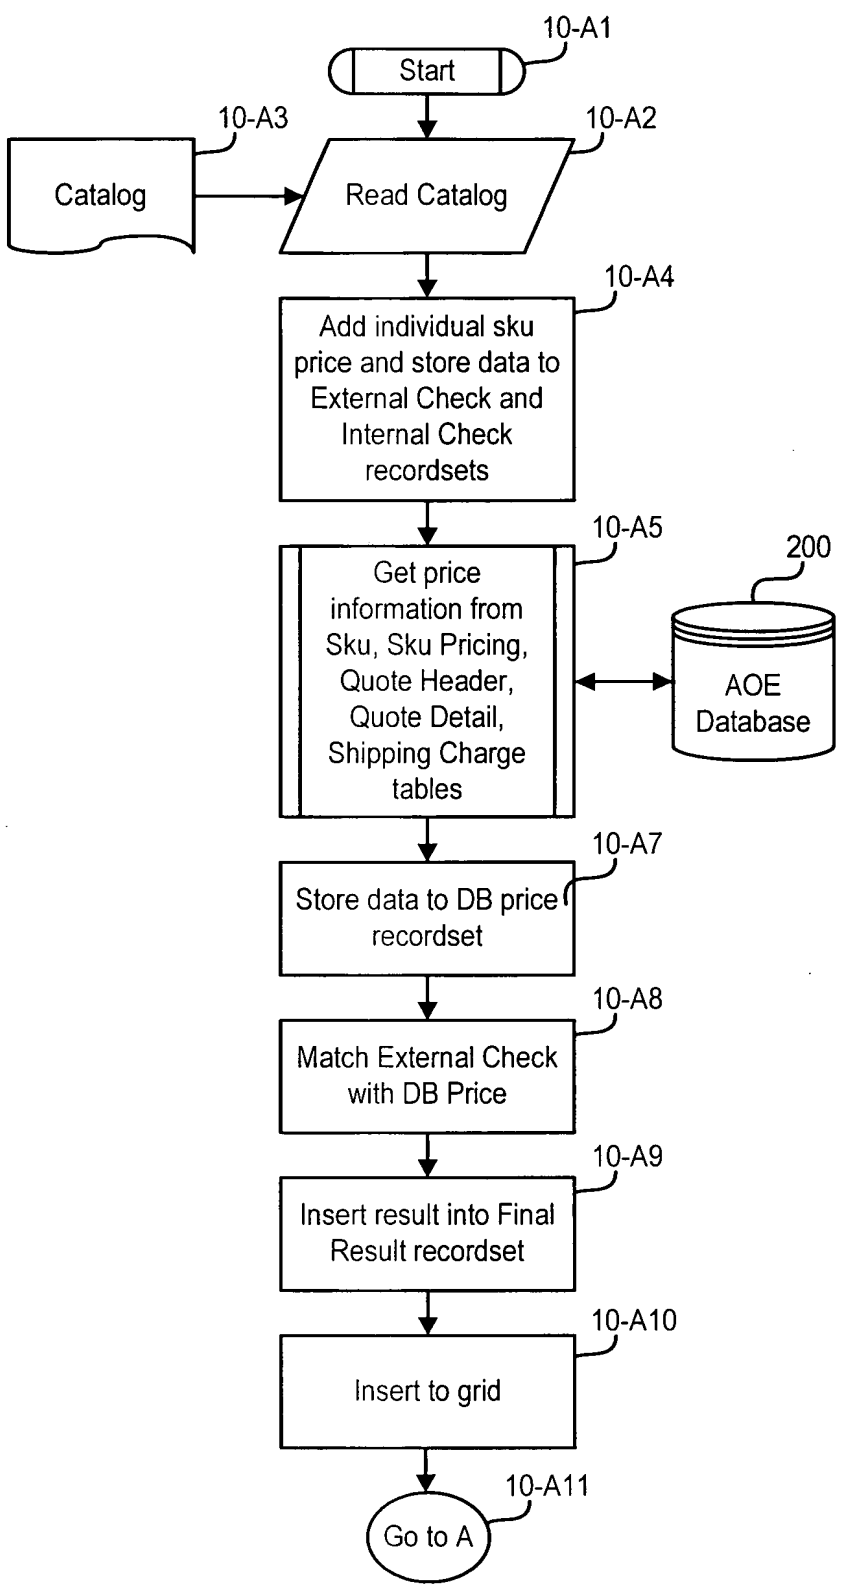 10-A1
Start
10-A3
10-A2
Catalog
Read Catalog
10-A4
Add individual sku
price and store data to
External Check and
Internal Check
recordsets
10-A5
200
Get price
information from
Sku, Sku Pricing,
Quote Header,
Quote Detail,
Shipping Charge
tables
AOE
Database
10-A7
Store data to DB price
recordset
10-A8
Match External Check
with DB Price
10-A9
Insert result into Final
Result recordset
10-A10
Insert to grid
10-A11
Go to A